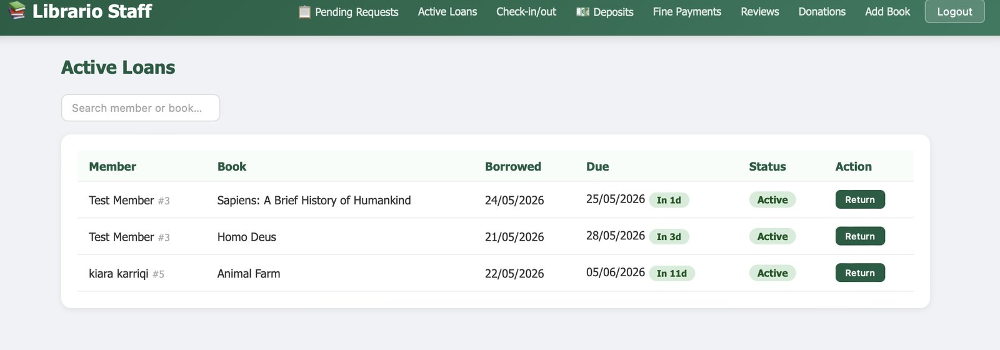 Librario Staff Pending Requests Active Loans Check-in/out Deposits Fine Payments Reviews Donations Add Book Logout
Active Loans
Search member or book...
Member Book Borrowed Due Status Action
Test Member #3 Sapiens: A Brief History of Humankind 24/05/2026 25/05/2026 In 1d Active Return
Test Member #3 Homo Deus 21/05/2026 28/05/2026 In 3d Active Return
kiara karriqi #5 Animal Farm 22/05/2026 05/06/2026 In 11d Active Return